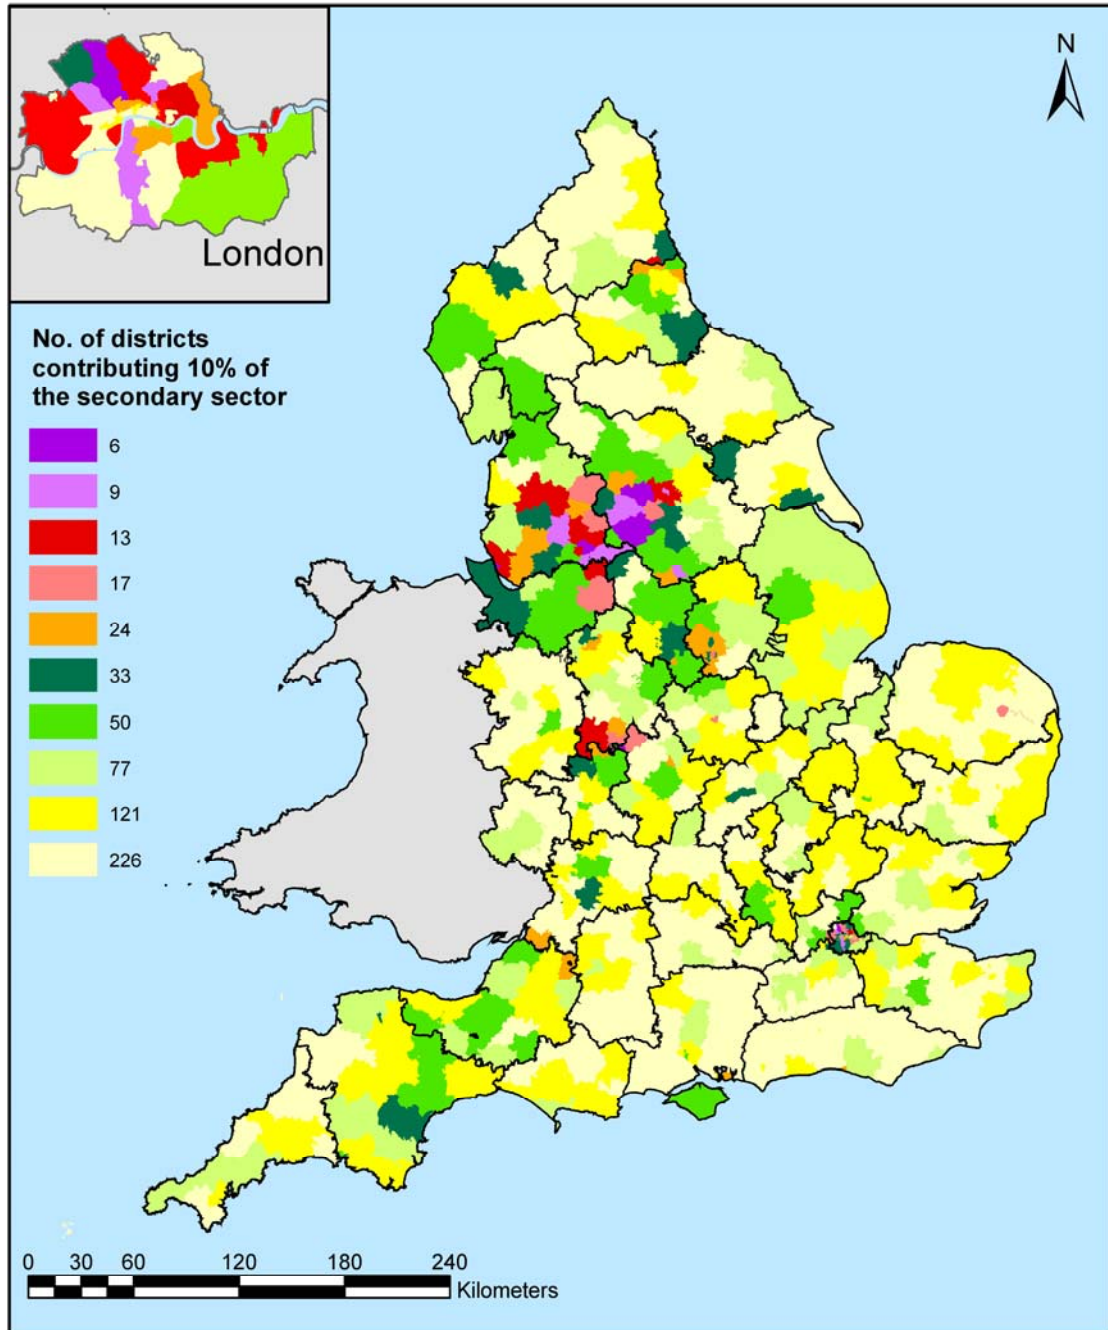 London
N
No. of districts
contributing 10% of
the secondary sector
6
9
13
17
24
33
50
77
121
226
0 30 60 120 180 240
Kilometers